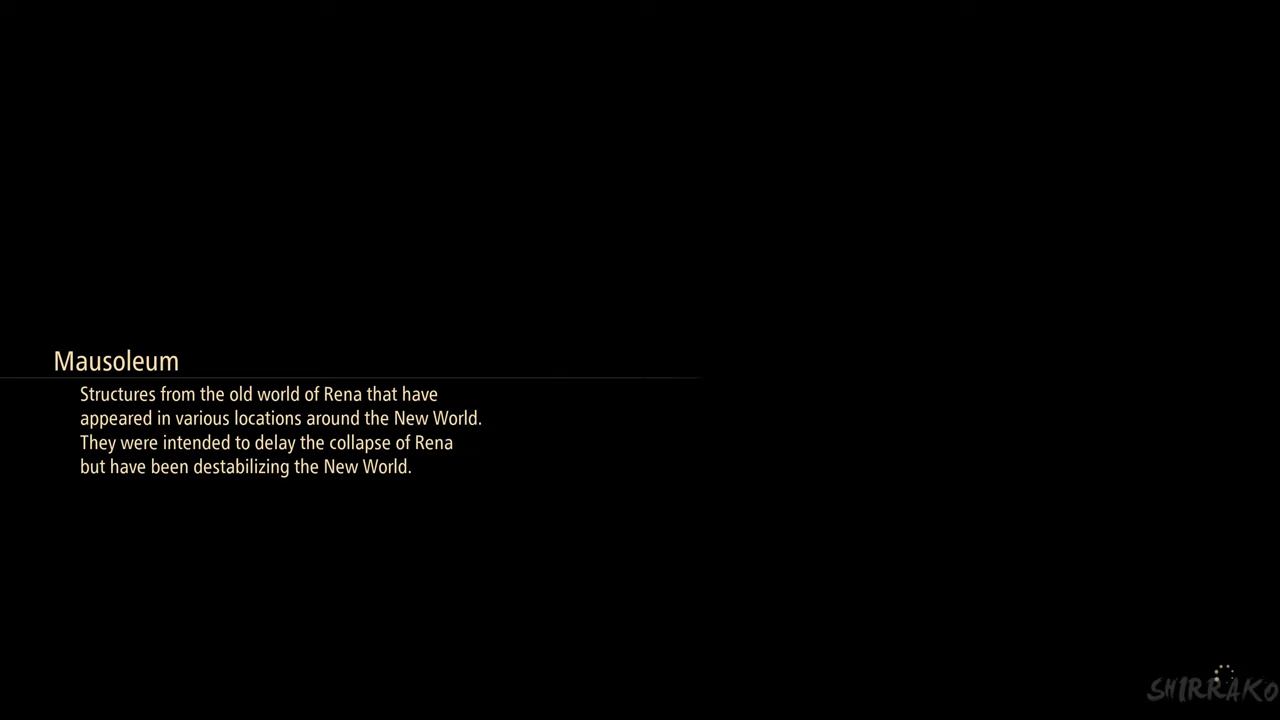 Mausoleum
Structures from the old world of Rena that have
appeared in various locations around the New World.
They were intended to delay the collapse of Rena
but have been destabilizing the New World.
SHIRRAKO